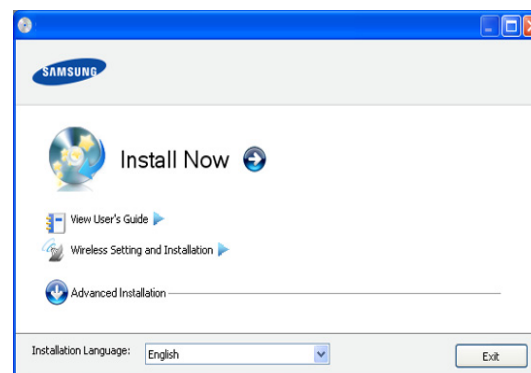 SAMSUNG
Install Now
View User's Guide
Wireless Setting and Installation
Advanced Installation
Installation Language: English
Exit